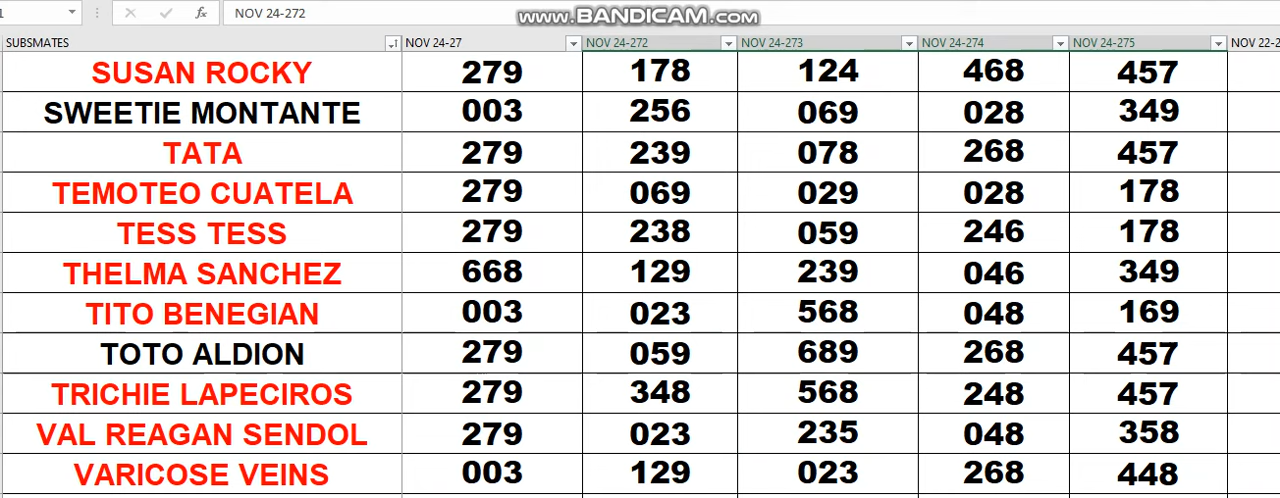 1 NOV 24-272
www.BANDICAM.com
SUBSMATES NOV 24-27 NOV 24-272 NOV 24-273 NOV 24-274 NOV 24-275 NOV 22-2
SUSAN ROCKY 279 178 124 468 457
SWEETIE MONTANTE 003 256 069 028 349
TATA 279 239 078 268 457
TEMOTEO CUATELA 279 069 029 028 178
TESS TESS 279 238 059 246 178
THELMA SANCHEZ 668 129 239 046 349
TITO BENEGIAN 003 023 568 048 169
TOTO ALDION 279 059 689 268 457
TRICHIE LAPECIROS 279 348 568 248 457
VAL REAGAN SENDOL 279 023 235 048 358
VARICOSE VEINS 003 129 023 268 448